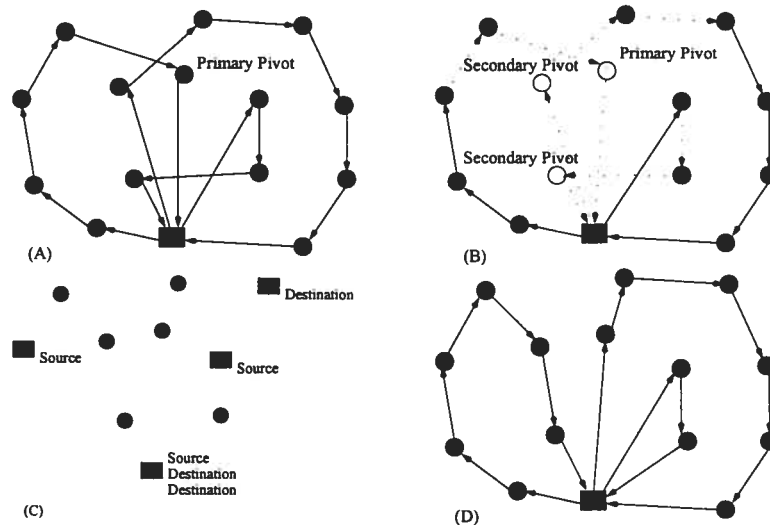 Primary Pivot
(A)
Secondary Pivot
Primary Pivot
Secondary Pivot
(B)
Destination
Source
Source
Source
Destination
Destination
(C)
(D)